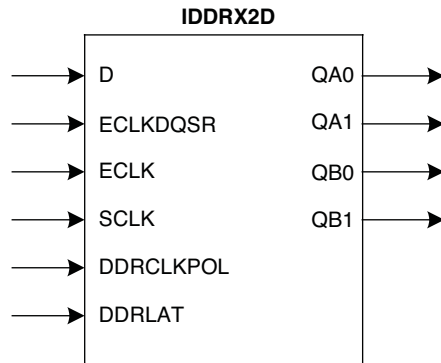 IDDRX2D
D
QA0
ECLKDQSR
QA1
ECLK
QB0
SCLK
QB1
DDRCLKPOL
DDRLAT